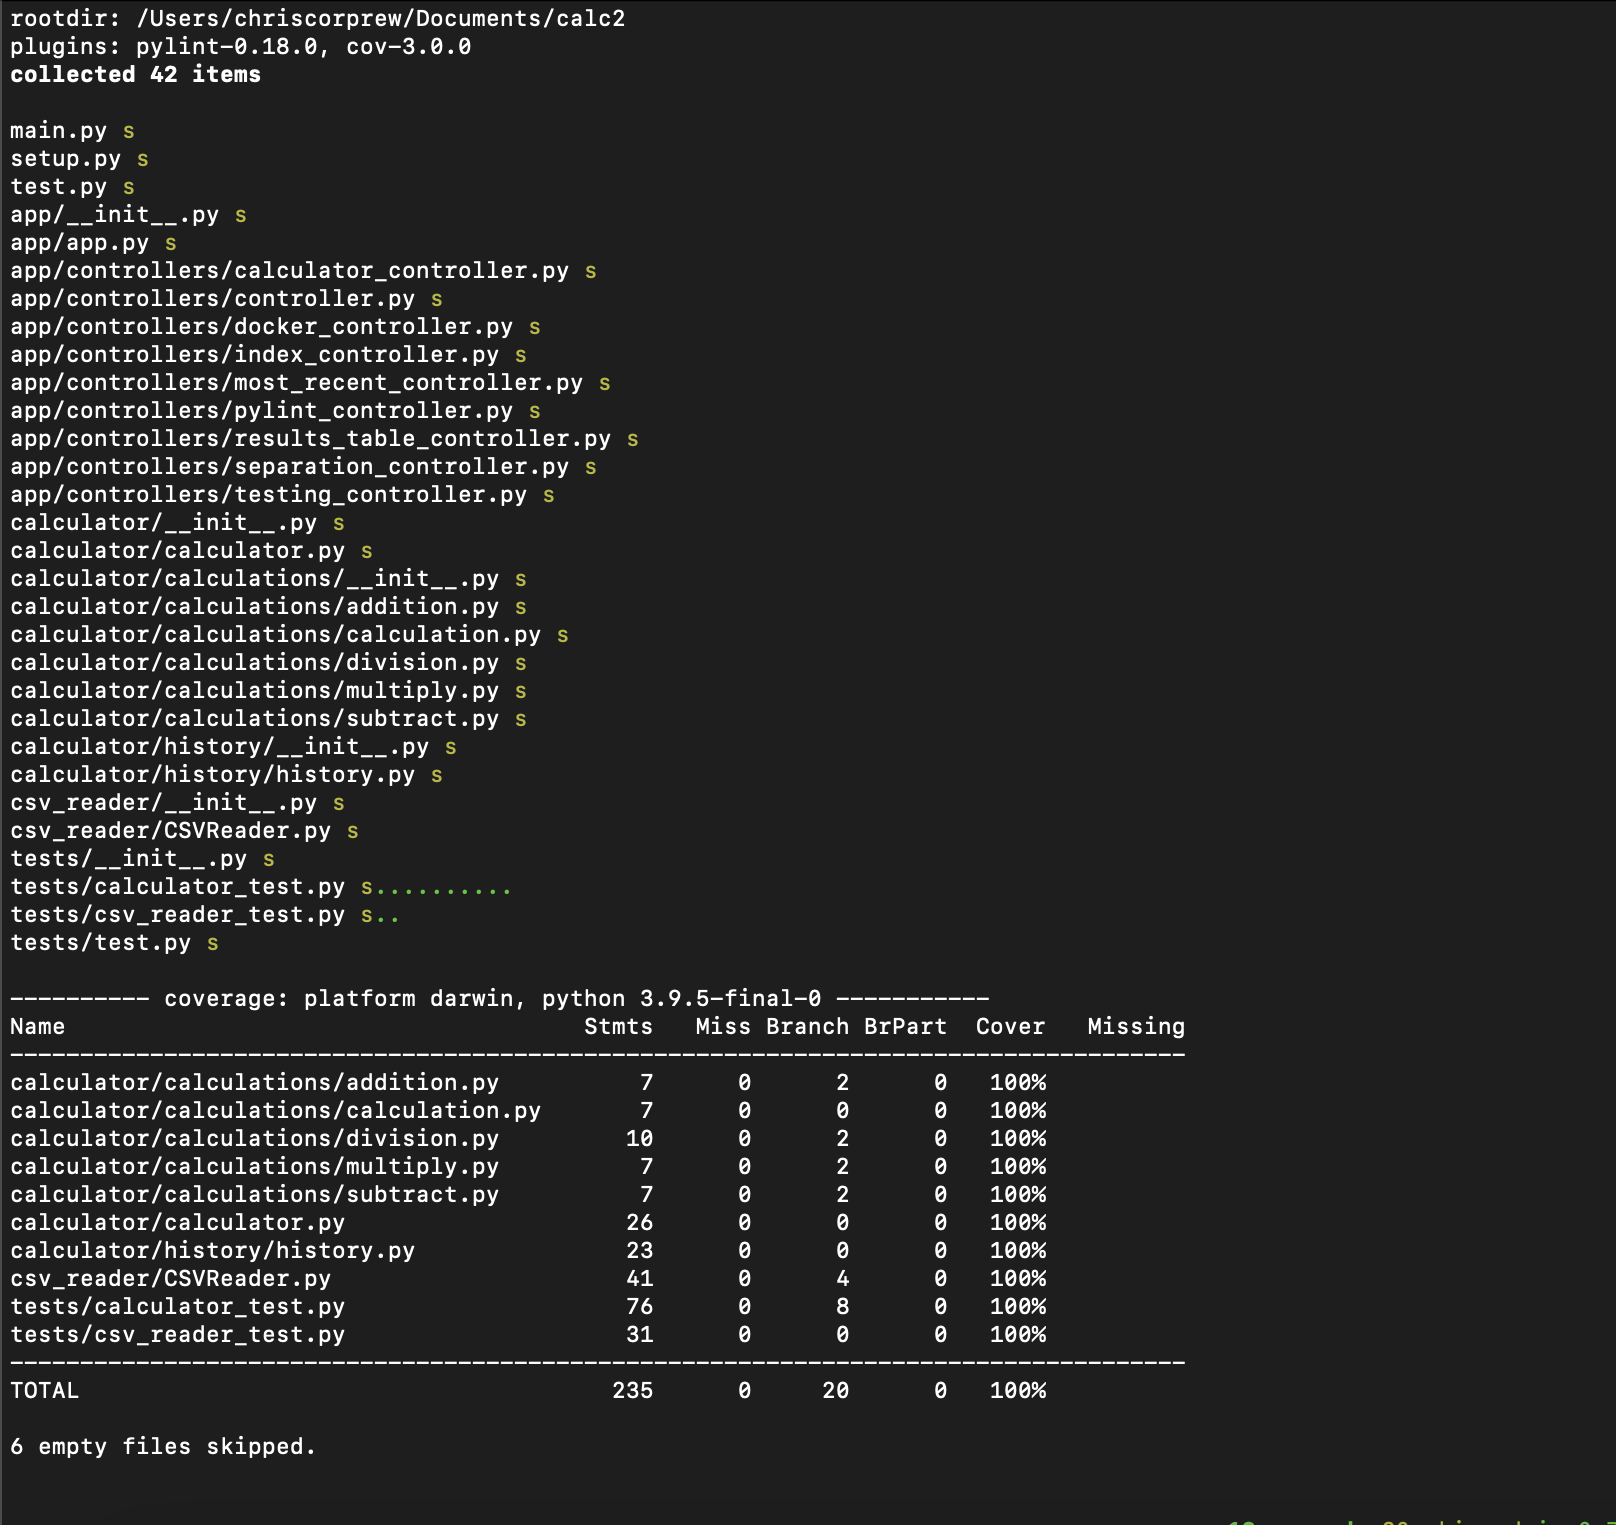 rootdir: /Users/chriscorprew/Documents/calc2
plugins: pylint-0.18.0, cov-3.0.0
collected 42 items
main.py s
setup.py s
test.py s
app/__init__.py s
app/app.py s
app/controllers/calculator_controller.py s
app/controllers/controller.py s
app/controllers/docker_controller.py s
app/controllers/index_controller.py s
app/controllers/most_recent_controller.py s
app/controllers/pylint_controller.py s
app/controllers/results_table_controller.py s
app/controllers/separation_controller.py s
app/controllers/testing_controller.py s
calculator/__init__.py s
calculator/calculator.py s
calculator/calculations/__init__.py s
calculator/calculations/addition.py s
calculator/calculations/calculation.py s
calculator/calculations/division.py s
calculator/calculations/multiply.py s
calculator/calculations/subtract.py s
calculator/history/__init__.py s
calculator/history/history.py s
csv_reader/__init__.py s
csv_reader/CSVReader.py s
tests/__init__.py s
tests/calculator_test.py s..........
tests/csv_reader_test.py s..
tests/test.py s
---------- coverage: platform darwin, python 3.9.5-final-0 -----------
Name Stmts Miss Branch BrPart Cover Missing
------------------------------------------------------------------------------------
calculator/calculations/addition.py 7 0 2 0 100%
calculator/calculations/calculation.py 7 0 0 0 100%
calculator/calculations/division.py 10 0 2 0 100%
calculator/calculations/multiply.py 7 0 2 0 100%
calculator/calculations/subtract.py 7 0 2 0 100%
calculator/calculator.py 26 0 0 0 100%
calculator/history/history.py 23 0 0 0 100%
csv_reader/CSVReader.py 41 0 4 0 100%
tests/calculator_test.py 76 0 8 0 100%
tests/csv_reader_test.py 31 0 0 0 100%
------------------------------------------------------------------------------------
TOTAL 235 0 20 0 100%
6 empty files skipped.